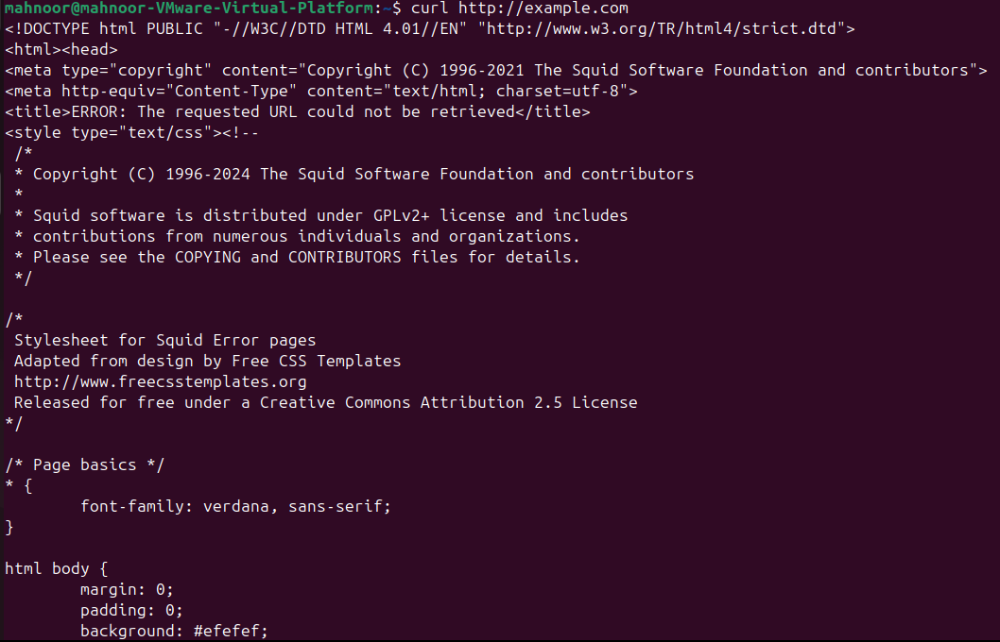 mahnoor@mahnoor-VMware-Virtual-Platform:~$ curl http://example.com
<!DOCTYPE html PUBLIC "-//W3C//DTD HTML 4.01//EN" "http://www.w3.org/TR/html4/strict.dtd">
<html><head>
<meta type="copyright" content="Copyright (C) 1996-2021 The Squid Software Foundation and contributors">
<meta http-equiv="Content-Type" content="text/html; charset=utf-8">
<title>ERROR: The requested URL could not be retrieved</title>
<style type="text/css"><!--
 /*
 * Copyright (C) 1996-2024 The Squid Software Foundation and contributors
 *
 * Squid software is distributed under GPLv2+ license and includes
 * contributions from numerous individuals and organizations.
 * Please see the COPYING and CONTRIBUTORS files for details.
 */

/*
 Stylesheet for Squid Error pages
 Adapted from design by Free CSS Templates
 http://www.freecsstemplates.org
 Released for free under a Creative Commons Attribution 2.5 License
*/

/* Page basics */
* {
        font-family: verdana, sans-serif;
}

html body {
        margin: 0;
        padding: 0;
        background: #efefef;